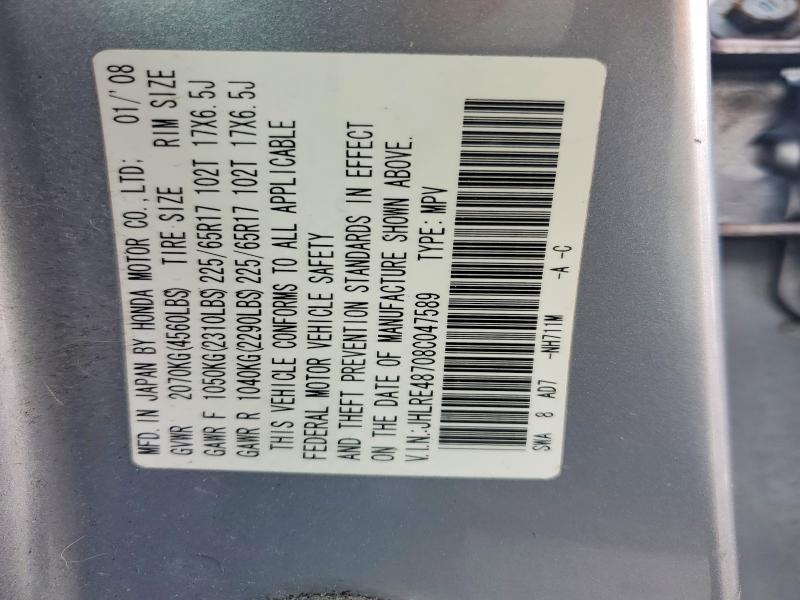 MFD. IN JAPAN BY HONDA MOTOR CO., LTD: 01/'08
GVWR 2070KG(4560LBS) TIRE SIZE RIM SIZE
GAWR F 1050KG(2310LBS) 225/65R17 102T 17X6.5J
GAWR R 1040KG(2290LBS) 225/65R17 102T 17X6.5J
THIS VEHICLE CONFORMS TO ALL APPLICABLE
FEDERAL MOTOR VEHICLE SAFETY
AND THEFT PREVENTION STANDARDS IN EFFECT
ON THE DATE OF MANUFACTURE SHOWN ABOVE.
V.I.N:JHLRE48708C047589 TYPE: MPV
SWA 8 AD7 -NH711M -A -C